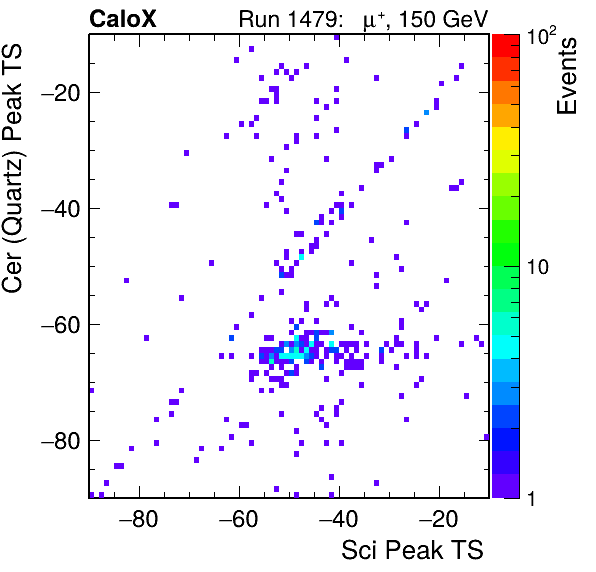 CaloX Run 1479: μ⁺, 150 GeV
Cer (Quartz) Peak TS
−20
−40
−60
−80
−80 −60 −40 −20
Sci Peak TS
10²
10
1
Events